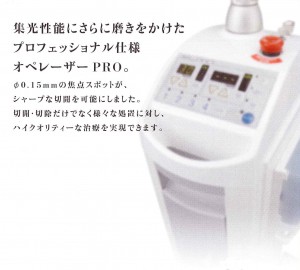 集光性能にさらに磨きをかけた
プロフェッショナル仕様
オペレーザーPRO。
φ0.15mmの焦点スポットが、
シャープな切開を可能にしました。
切開・切除だけでなく様々な処置に対し、
ハイクオリティーな治療を実現できます。